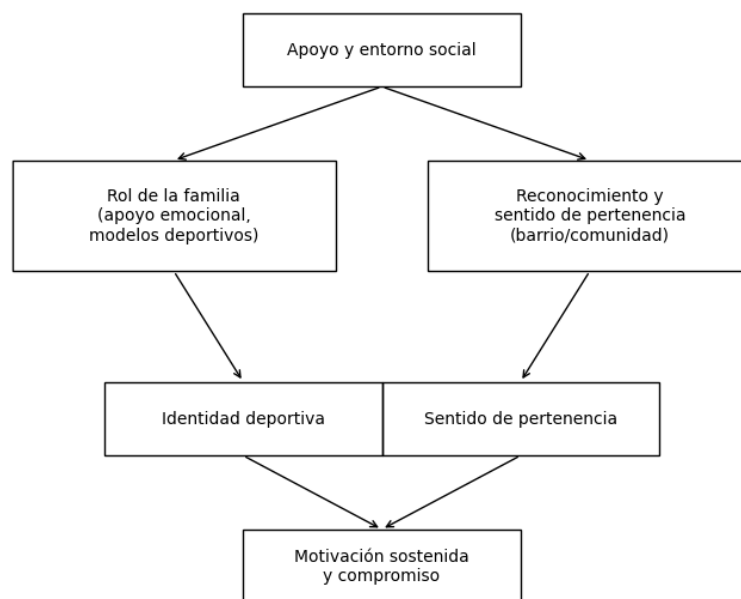 Apoyo y entorno social
Rol de la familia
(apoyo emocional,
modelos deportivos)
Reconocimiento y
sentido de pertenencia
(barrio/comunidad)
Identidad deportiva
Sentido de pertenencia
Motivación sostenida
y compromiso